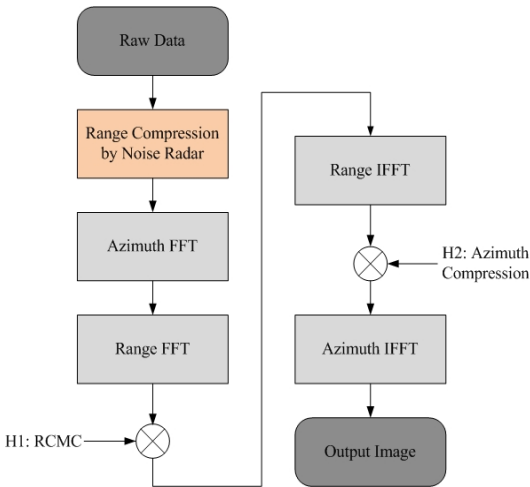 Raw Data
Range Compression
by Noise Radar
Azimuth FFT
Range FFT
H1: RCMC
Range IFFT
H2: Azimuth
Compression
Azimuth IFFT
Output Image